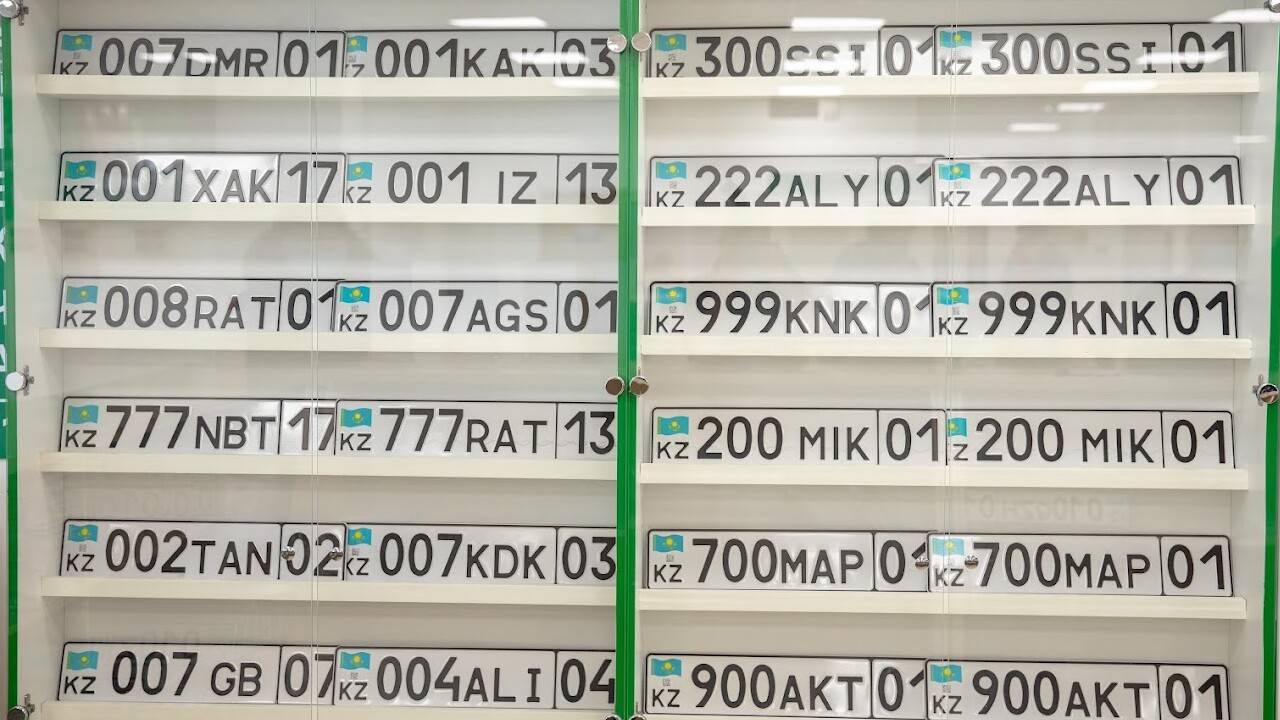 KZ 007DMR 01 KZ 001KAK 03
KZ 300SSI 01 KZ 300SSI 01
KZ 001XAK 17 KZ 001 IZ 13
KZ 222ALY 01 KZ 222ALY 01
KZ 008RAT 01 KZ 007AGS 01
KZ 999KNK 01 KZ 999KNK 01
KZ 777NBT 17 KZ 777RAT 13
KZ 200 MIK 01 KZ 200 MIK 01
KZ 002TAN 02 KZ 007KDK 03
KZ 700MAP 01 KZ 700MAP 01
KZ 007 GB 07 KZ 004ALI 04
KZ 900AKT 01 KZ 900AKT 01